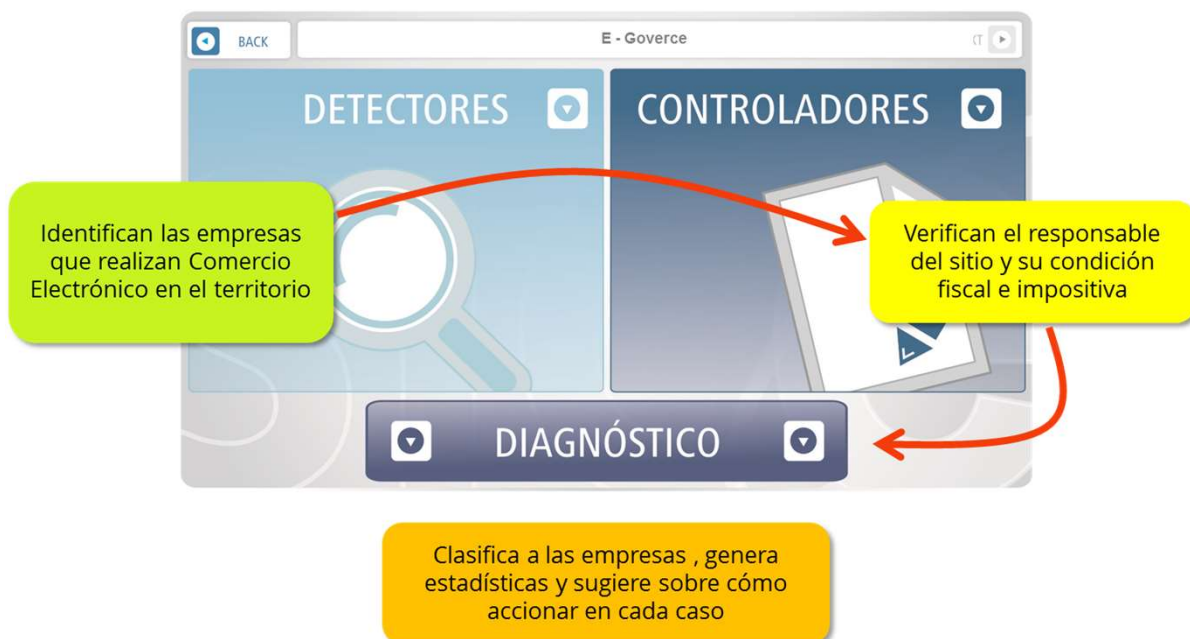 BACK
E - Goverce
DETECTORES
CONTROLADORES
Identifican las empresas
que realizan Comercio
Electrónico en el territorio
Verifican el responsable
del sitio y su condición
fiscal e impositiva
DIAGNÓSTICO
Clasifica a las empresas , genera
estadísticas y sugiere sobre cómo
accionar en cada caso